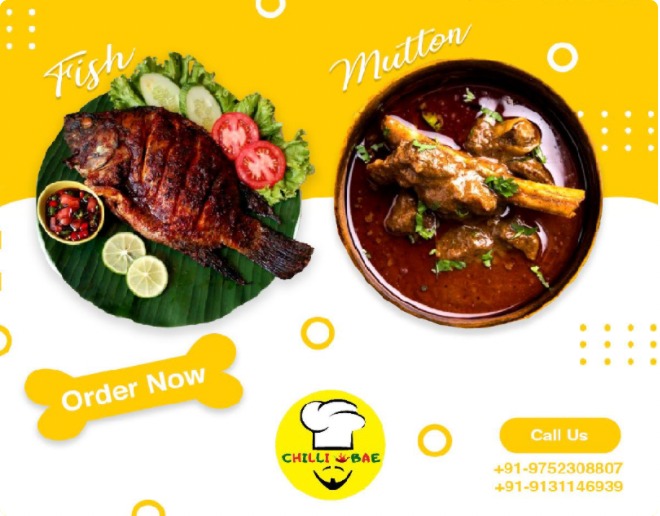 Fish
Mutton
Order Now
CHILLI BAE
Call Us
+91-9752308807
+91-9131146939